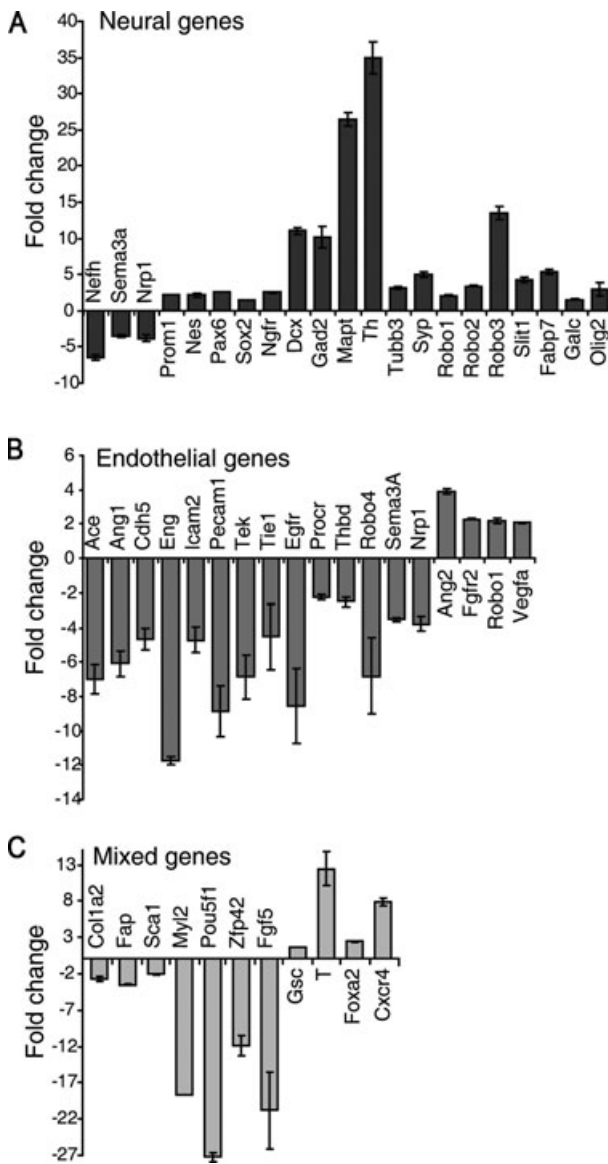 A
Neural genes
Fold change
40
35
30
25
20
15
10
5
0
-5
-10
Nefh
Sema3a
Nrp1
Prom1
Nes
Pax6
Sox2
Ngfr
Dcx
Gad2
Mapt
Th
Tubb3
Syp
Robo1
Robo2
Robo3
Slit1
Fabp7
Galc
Olig2
B
Endothelial genes
Fold change
6
4
2
0
-2
-4
-6
-8
-10
-12
-14
Ace
Ang1
Cdh5
Eng
Icam2
Pecam1
Tek
Tie1
Egfr
Procr
Thbd
Robo4
Sema3A
Nrp1
Ang2
Fgfr2
Robo1
Vegfa
C
Mixed genes
Fold change
13
8
3
-2
-7
-12
-17
-22
-27
Col1a2
Fap
Sca1
Myl2
Pou5f1
Zfp42
Fgf5
Gsc
T
Foxa2
Cxcr4